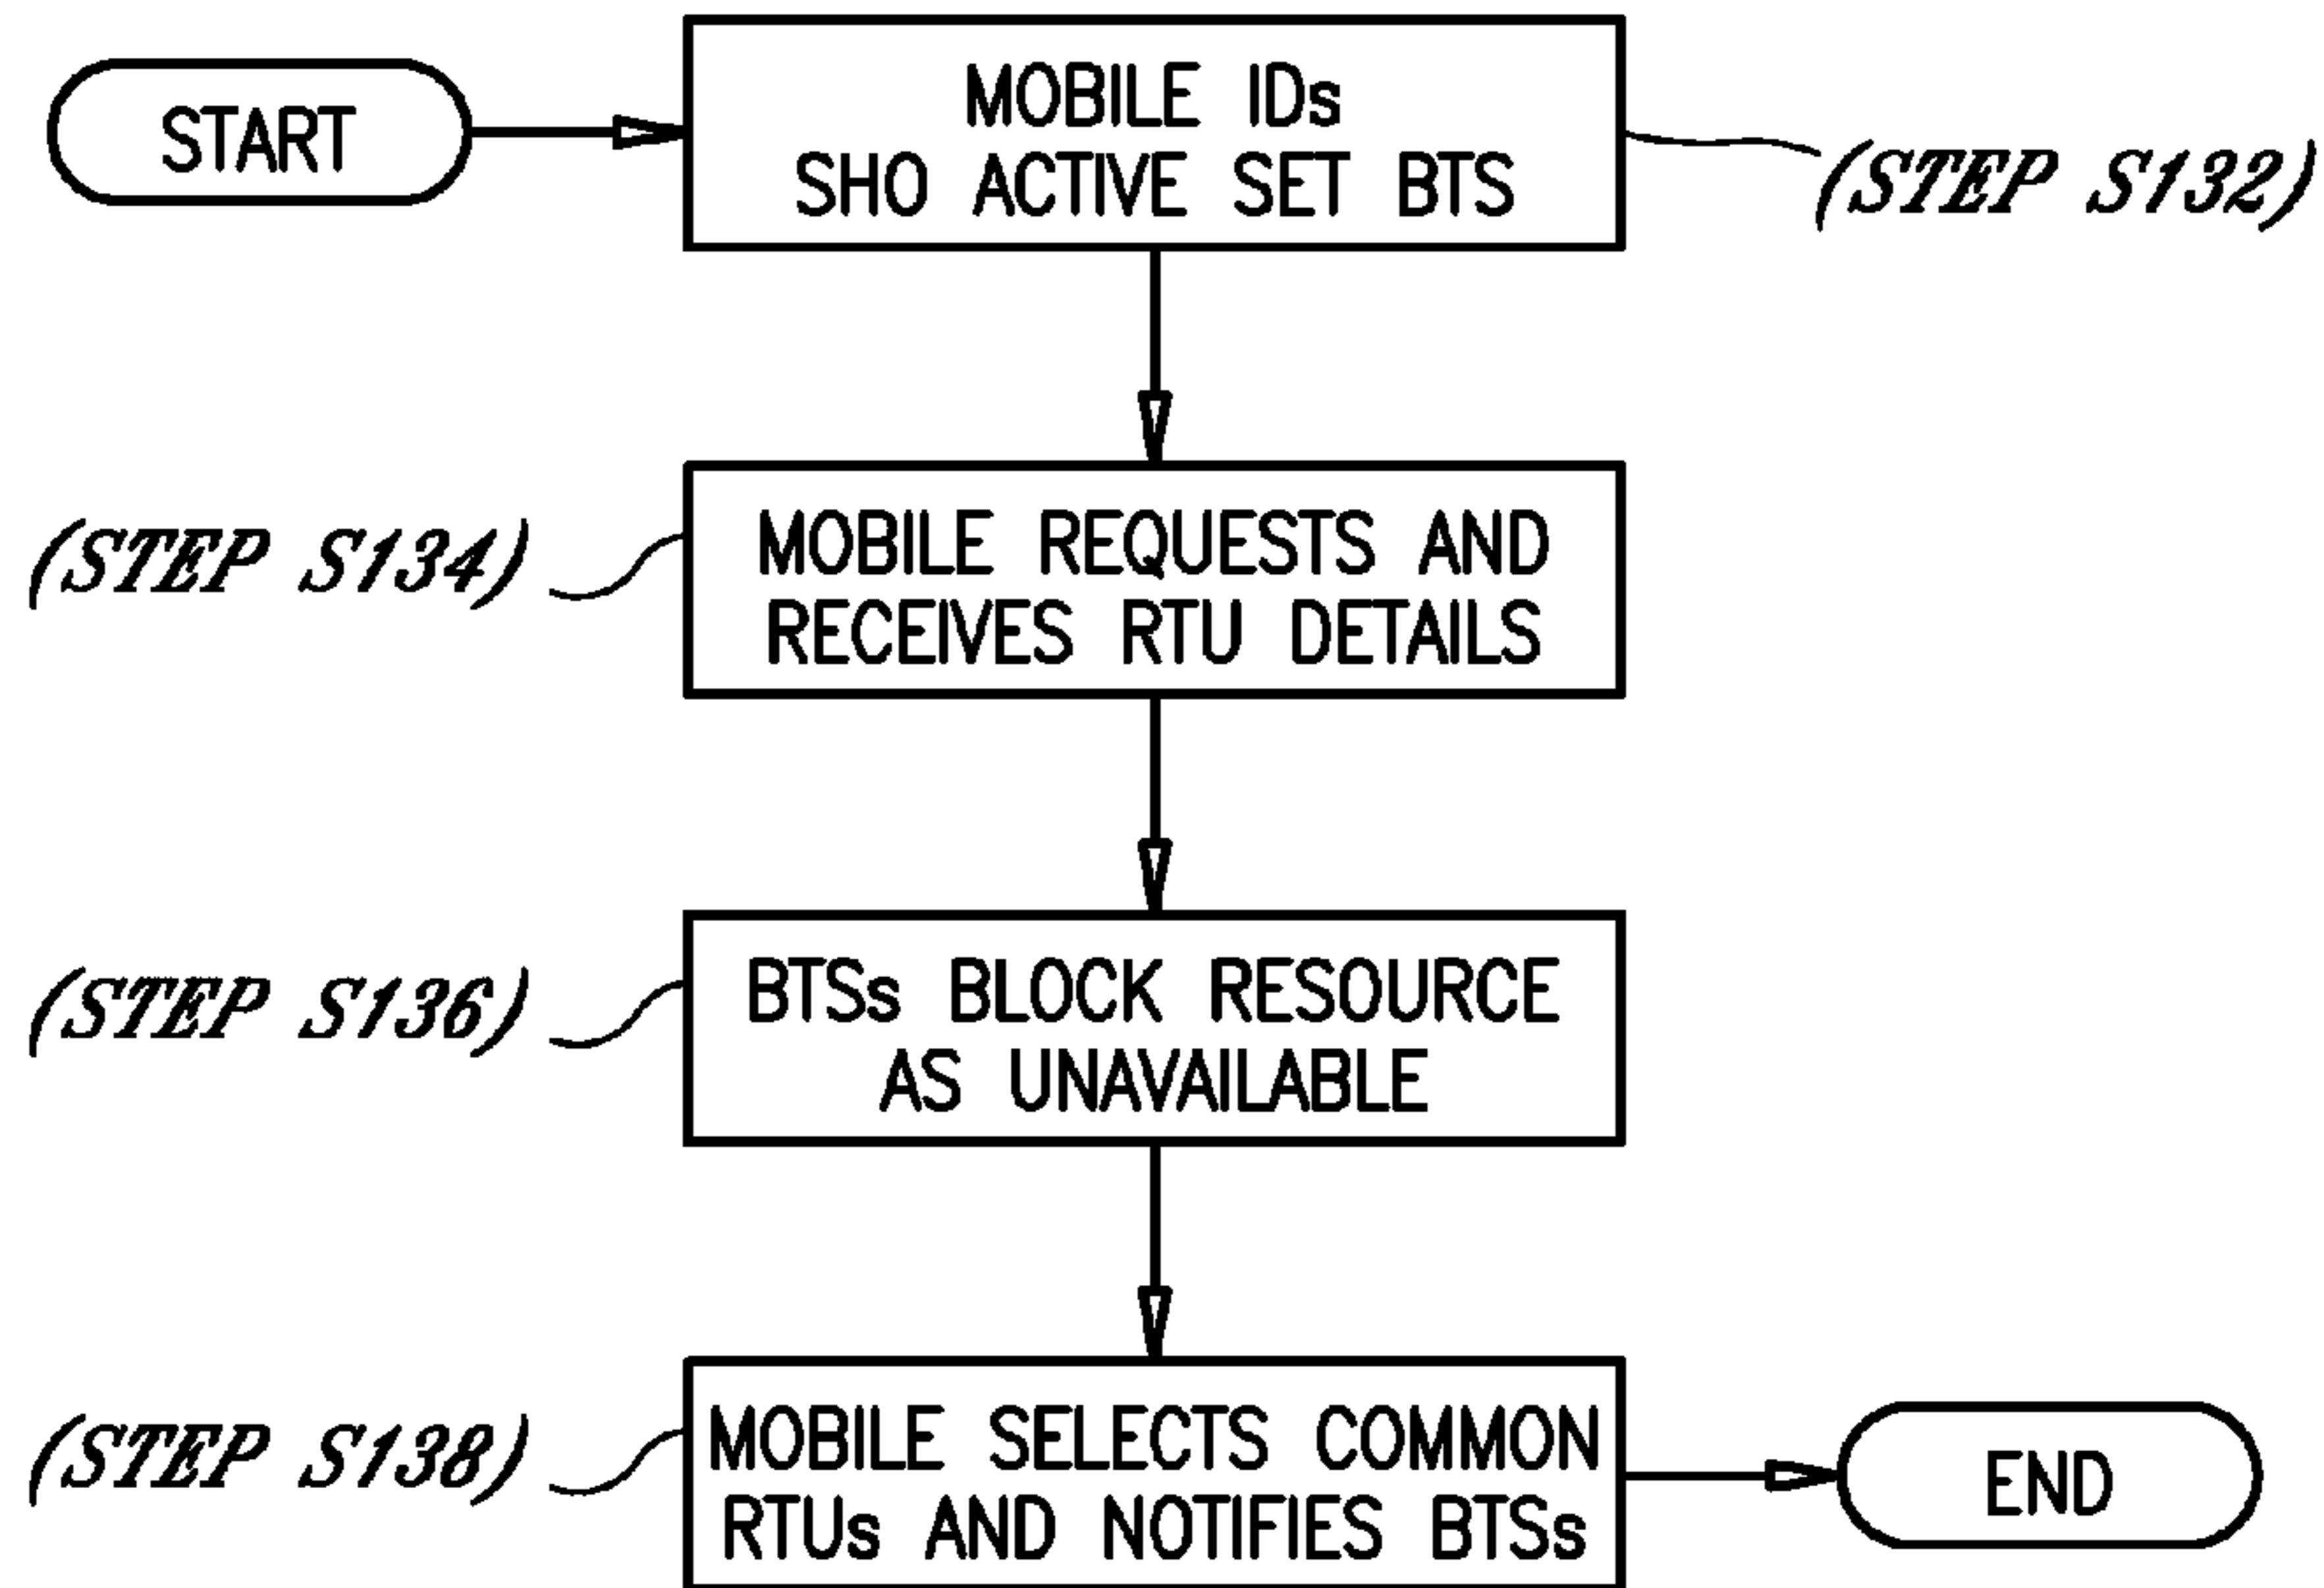 START
MOBILE IDs
SHO ACTIVE SET BTS
(STEP S132)
(STEP S134)
MOBILE REQUESTS AND
RECEIVES RTU DETAILS
(STEP S136)
BTSs BLOCK RESOURCE
AS UNAVAILABLE
(STEP S138)
MOBILE SELECTS COMMON
RTUs AND NOTIFIES BTSs
END